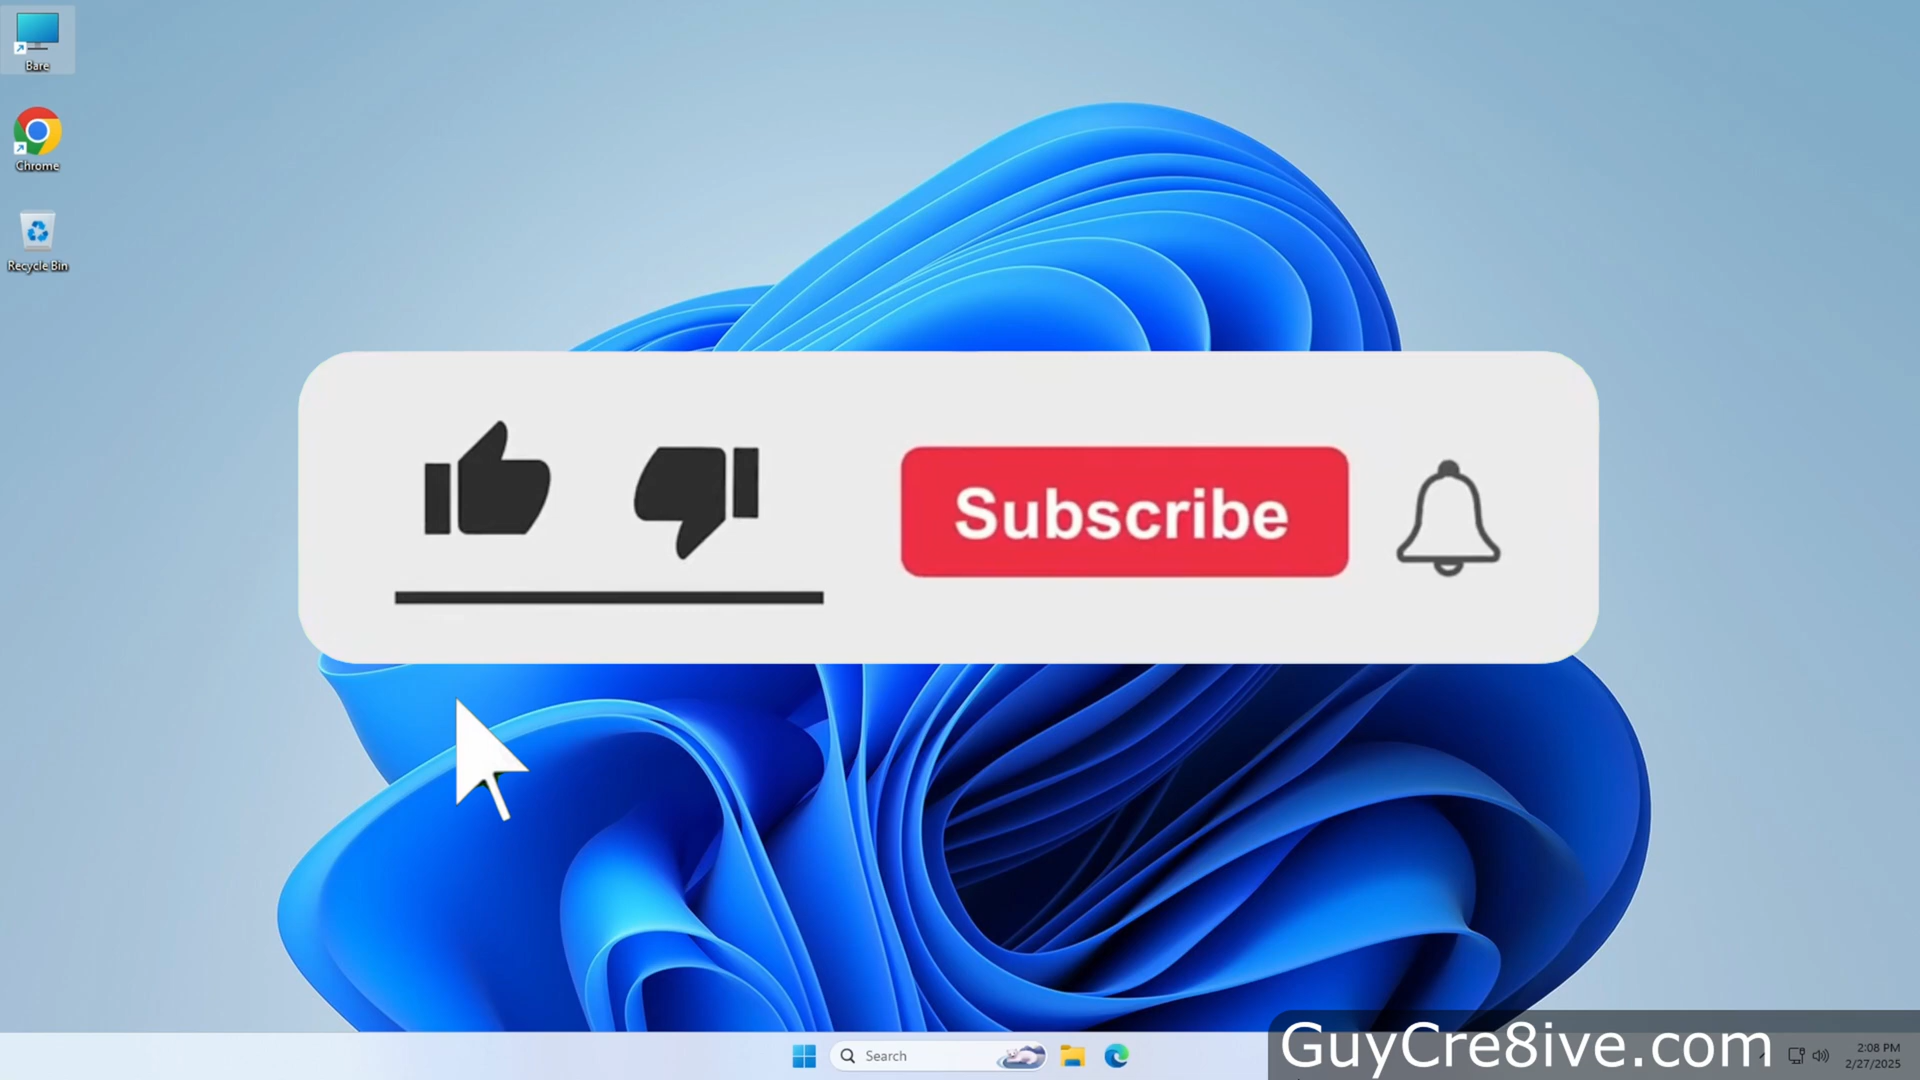 Bare
Chrome
Recycle Bin
Subscribe
Search
GuyCre8ive.com
2:08 PM
2/27/2025